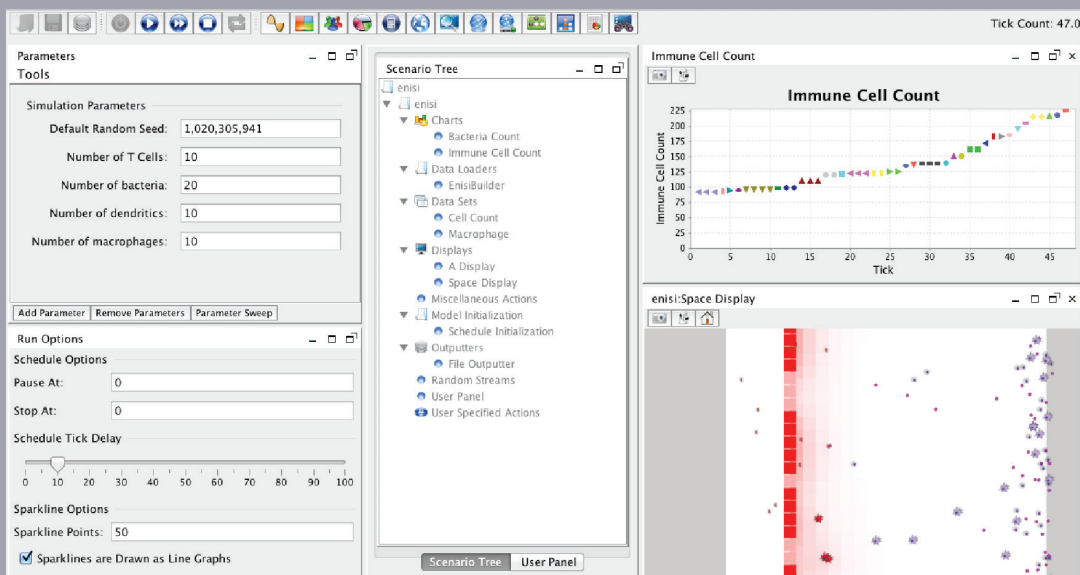 Tick Count: 47.0
Parameters
Tools
Simulation Parameters
Default Random Seed: 1,020,305,941
Number of T Cells: 10
Number of bacteria: 20
Number of dendritics: 10
Number of macrophages: 10
Add Parameter Remove Parameters Parameter Sweep
Run Options
Schedule Options
Pause At: 0
Stop At: 0
Schedule Tick Delay
0 10 20 30 40 50 60 70 80 90 100
Sparkline Options
Sparkline Points: 50
Sparklines are Drawn as Line Graphs
Scenario Tree
enisi
enisi
Charts
Bacteria Count
Immune Cell Count
Data Loaders
EnisiBuilder
Data Sets
Cell Count
Macrophage
Displays
A Display
Space Display
Miscellaneous Actions
Model Initialization
Schedule Initialization
Outputters
File Outputter
Random Streams
User Panel
User Specified Actions
Scenario Tree User Panel
Immune Cell Count
Immune Cell Count
Immune Cell Count
225
200
175
150
125
100
75
50
25
0
0 5 10 15 20 25 30 35 40 45
Tick
enisi:Space Display